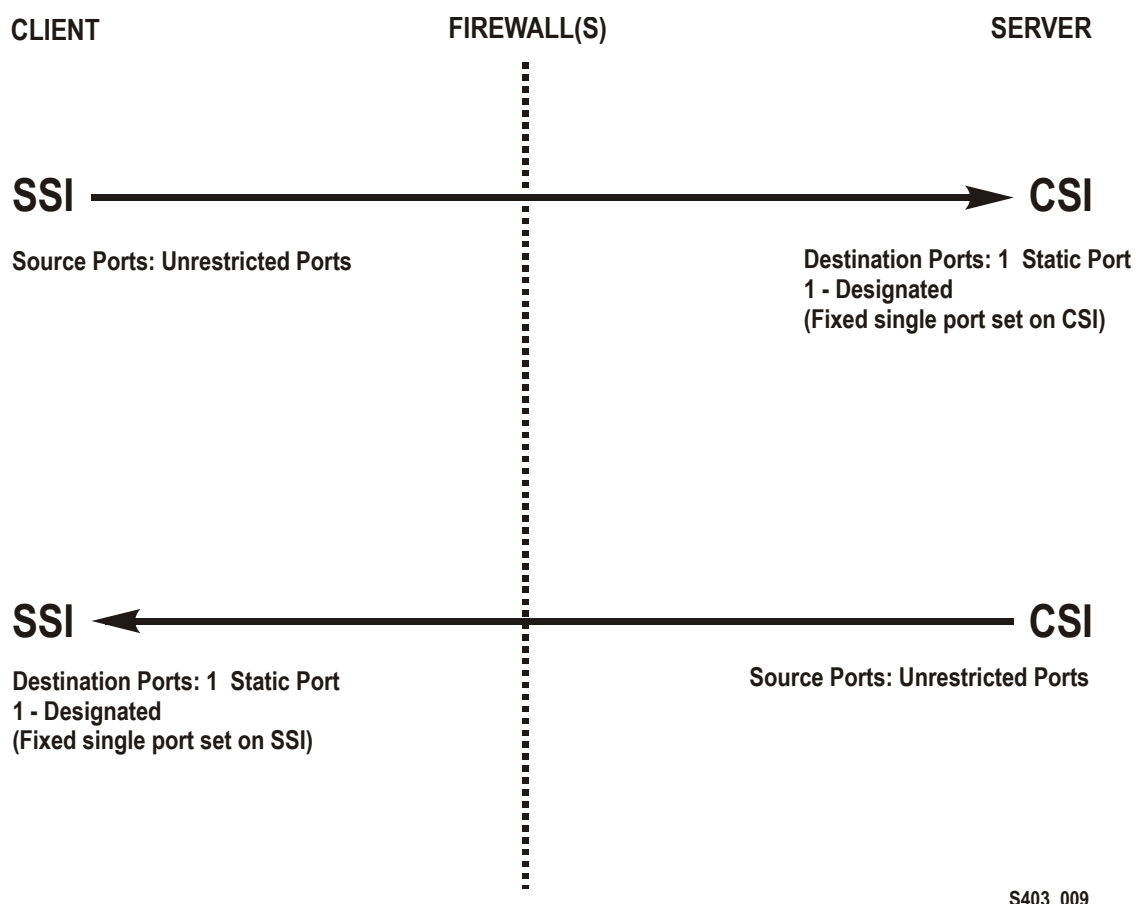 CLIENT
FIREWALL(S)
SERVER
SSI
CSI
Source Ports: Unrestricted Ports
Destination Ports: 1 Static Port
1 - Designated
(Fixed single port set on CSI)
SSI
CSI
Destination Ports: 1 Static Port
1 - Designated
(Fixed single port set on SSI)
Source Ports: Unrestricted Ports
S403_009